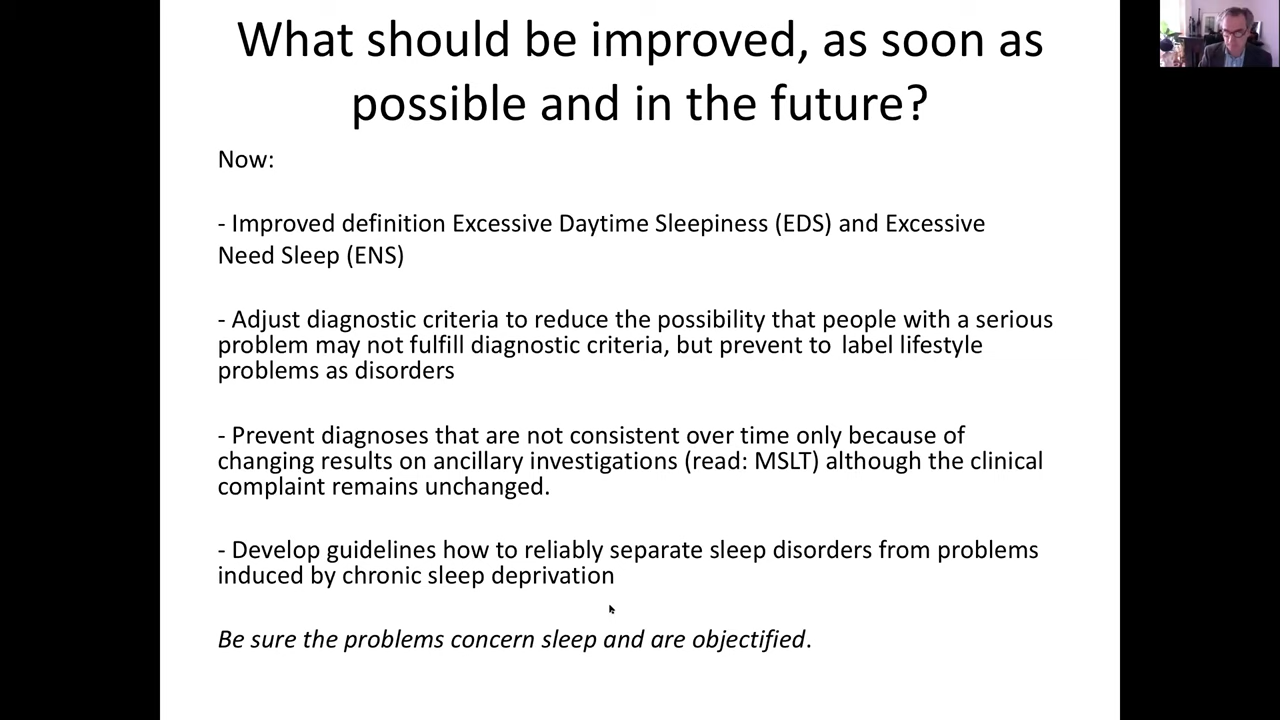 What should be improved, as soon as
possible and in the future?
Now:
- Improved definition Excessive Daytime Sleepiness (EDS) and Excessive
Need Sleep (ENS)
- Adjust diagnostic criteria to reduce the possibility that people with a serious
problem may not fulfill diagnostic criteria, but prevent to label lifestyle
problems as disorders
- Prevent diagnoses that are not consistent over time only because of
changing results on ancillary investigations (read: MSLT) although the clinical
complaint remains unchanged.
- Develop guidelines how to reliably separate sleep disorders from problems
induced by chronic sleep deprivation
Be sure the problems concern sleep and are objectified.